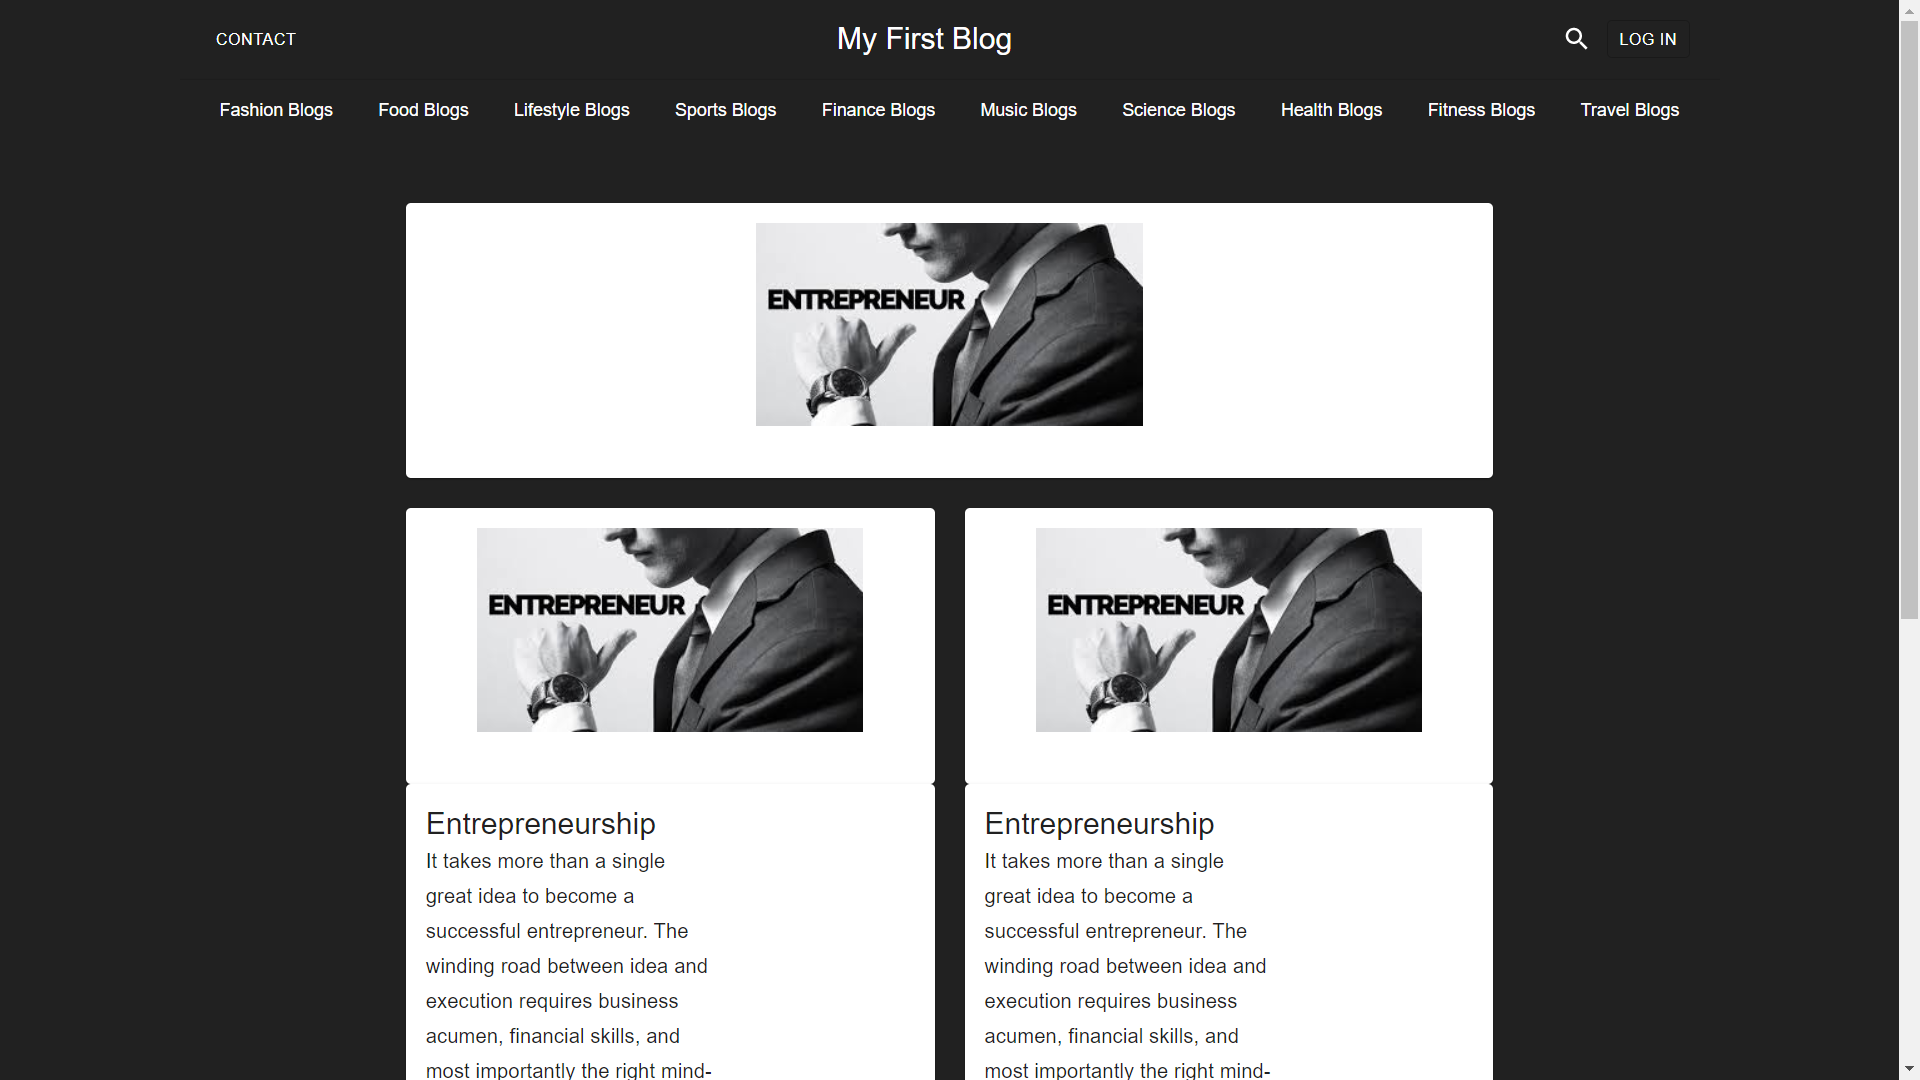 CONTACT
My First Blog
LOG IN
Fashion Blogs
Food Blogs
Lifestyle Blogs
Sports Blogs
Finance Blogs
Music Blogs
Science Blogs
Health Blogs
Fitness Blogs
Travel Blogs
ENTREPRENEUR
ENTREPRENEUR
Entrepreneurship
It takes more than a single
great idea to become a
successful entrepreneur. The
winding road between idea and
execution requires business
acumen, financial skills, and
most importantly the right mind-
ENTREPRENEUR
Entrepreneurship
It takes more than a single
great idea to become a
successful entrepreneur. The
winding road between idea and
execution requires business
acumen, financial skills, and
most importantly the right mind-